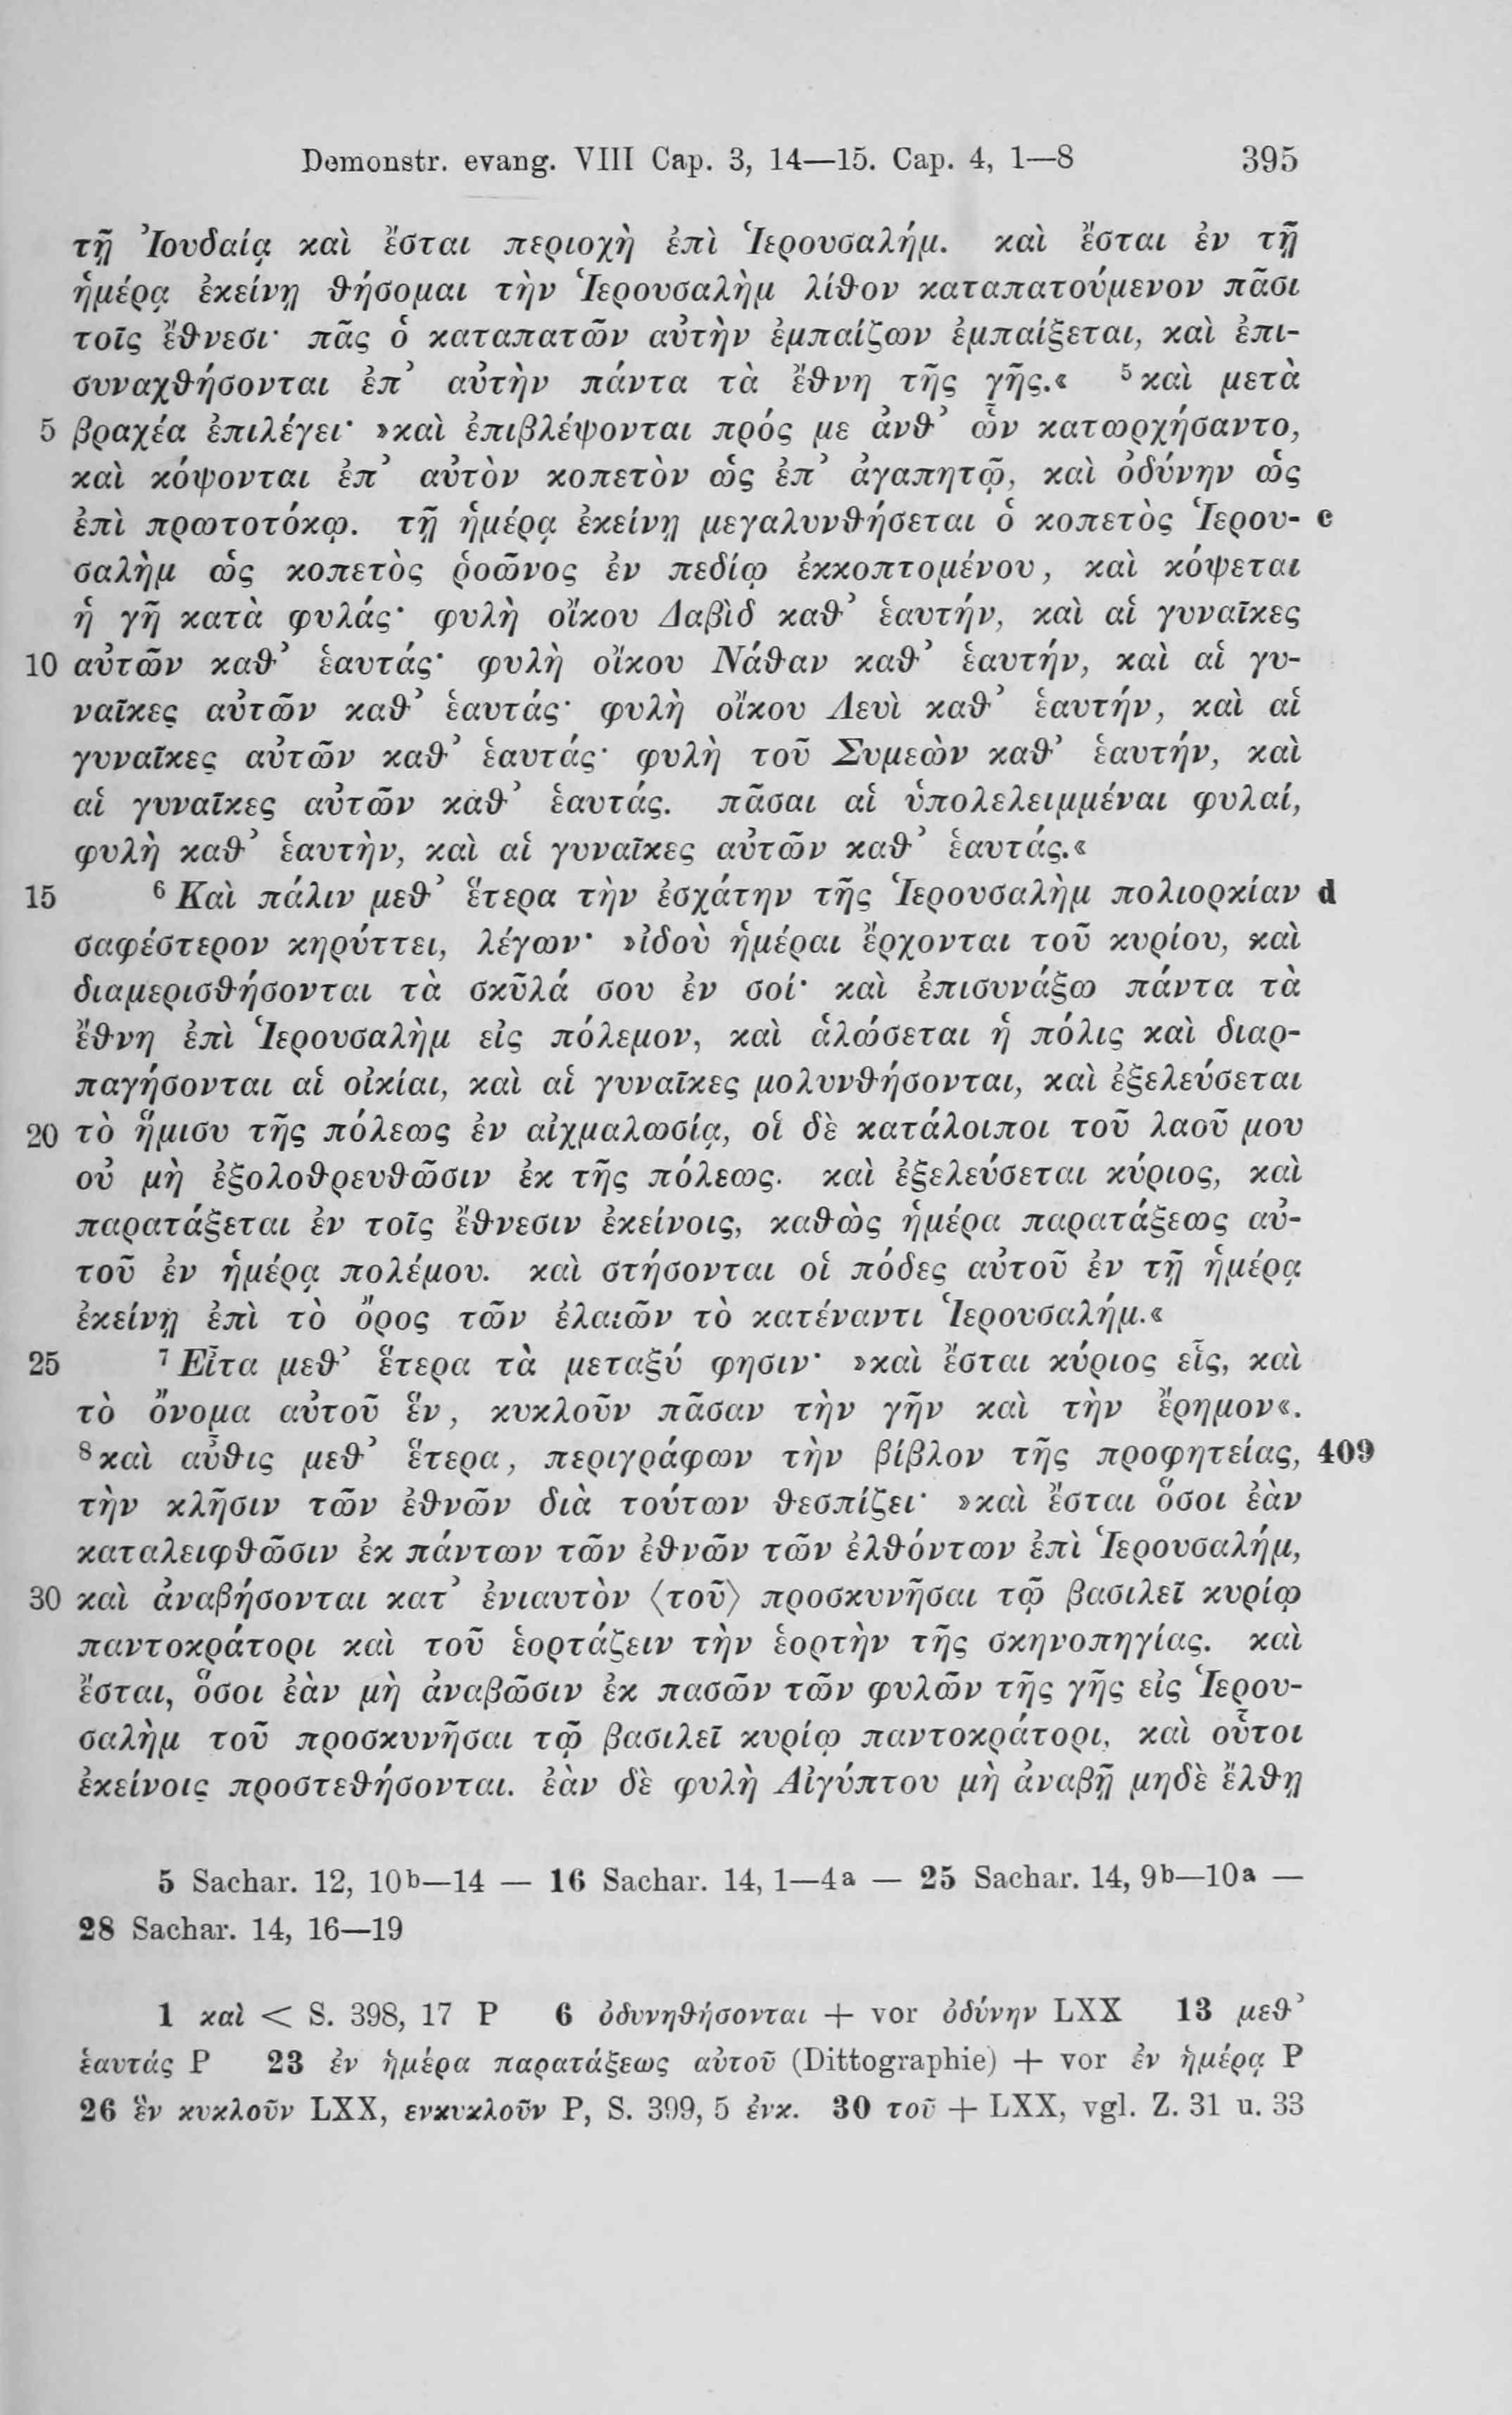 Demonstr. evang. VIII Cap. 3, 14—15. Cap. 4, 1—8 395
τῇ Ἰουδαίᾳ καὶ ἔσται περιοχὴ ἐπὶ Ἱερουσαλήμ. καὶ ἔσται ἐν τῇ
ἡμέρᾳ ἐκείνῃ θήσομαι τὴν Ἱερουσαλὴμ λίθον καταπατούμενον πᾶσι
τοῖς ἔθνεσι· πᾶς ὁ καταπατῶν αὐτὴν ἐμπαίζων ἐμπαίξεται, καὶ ἐπι-
συναχθήσονται ἐπ’ αὐτὴν πάντα τὰ ἔθνη τῆς γῆς.« ⁵ καὶ μετὰ
5 βραχέα ἐπιλέγει· »καὶ ἐπιβλέψονται πρός με ἀνθ’ ὧν κατωρχήσαντο,
καὶ κόψονται ἐπ’ αὐτὸν κοπετὸν ὡς ἐπ’ ἀγαπητῷ, καὶ ὀδύνην ὡς
ἐπὶ πρωτοτόκῳ. τῇ ἡμέρᾳ ἐκείνῃ μεγαλυνθήσεται ὁ κοπετὸς Ἱερου- c
σαλὴμ ὡς κοπετὸς ῥοῶνος ἐν πεδίῳ ἐκκοπτομένου, καὶ κόψεται
ἡ γῆ κατὰ φυλάς· φυλὴ οἴκου Δαβὶδ καθ’ ἑαυτήν, καὶ αἱ γυναῖκες
10 αὐτῶν καθ’ ἑαυτάς· φυλὴ οἴκου Νάθαν καθ’ ἑαυτήν, καὶ αἱ γυ-
ναῖκες αὐτῶν καθ’ ἑαυτάς· φυλὴ οἴκου Λευὶ καθ’ ἑαυτήν, καὶ αἱ
γυναῖκες αὐτῶν καθ’ ἑαυτάς· φυλὴ τοῦ Συμεὼν καθ’ ἑαυτήν, καὶ
αἱ γυναῖκες αὐτῶν καθ’ ἑαυτάς. πᾶσαι αἱ ὑπολελειμμέναι φυλαί,
φυλὴ καθ’ ἑαυτὴν, καὶ αἱ γυναῖκες αὐτῶν καθ’ ἑαυτάς.«
15 ⁶ Καὶ πάλιν μεθ’ ἕτερα τὴν ἐσχάτην τῆς Ἱερουσαλὴμ πολιορκίαν d
σαφέστερον κηρύττει, λέγων· »ἰδοὺ ἡμέραι ἔρχονται τοῦ κυρίου, καὶ
διαμερισθήσονται τὰ σκῦλά σου ἐν σοί· καὶ ἐπισυνάξω πάντα τὰ
ἔθνη ἐπὶ Ἱερουσαλὴμ εἰς πόλεμον, καὶ ἁλώσεται ἡ πόλις καὶ διαρ-
παγήσονται αἱ οἰκίαι, καὶ αἱ γυναῖκες μολυνθήσονται, καὶ ἐξελεύσεται
20 τὸ ἥμισυ τῆς πόλεως ἐν αἰχμαλωσίᾳ, οἱ δὲ κατάλοιποι τοῦ λαοῦ μου
οὐ μὴ ἐξολοθρευθῶσιν ἐκ τῆς πόλεως. καὶ ἐξελεύσεται κύριος, καὶ
παρατάξεται ἐν τοῖς ἔθνεσιν ἐκείνοις, καθὼς ἡμέρα παρατάξεως αὐ-
τοῦ ἐν ἡμέρᾳ πολέμου. καὶ στήσονται οἱ πόδες αὐτοῦ ἐν τῇ ἡμέρᾳ
ἐκείνῃ ἐπὶ τὸ ὄρος τῶν ἐλαιῶν τὸ κατέναντι Ἱερουσαλήμ.«
25 ⁷ Εἶτα μεθ’ ἕτερα τὰ μεταξύ φησιν· »καὶ ἔσται κύριος εἷς, καὶ
τὸ ὄνομα αὐτοῦ ἕν, κυκλοῦν πᾶσαν τὴν γῆν καὶ τὴν ἔρημον«.
⁸ καὶ αὖθις μεθ’ ἕτερα, περιγράφων τὴν βίβλον τῆς προφητείας, 409
τὴν κλῆσιν τῶν ἐθνῶν διὰ τούτων θεσπίζει· »καὶ ἔσται ὅσοι ἐὰν
καταλειφθῶσιν ἐκ πάντων τῶν ἐθνῶν τῶν ἐλθόντων ἐπὶ Ἱερουσαλήμ,
30 καὶ ἀναβήσονται κατ’ ἐνιαυτὸν ⟨τοῦ⟩ προσκυνῆσαι τῷ βασιλεῖ κυρίῳ
παντοκράτορι καὶ τοῦ ἑορτάζειν τὴν ἑορτὴν τῆς σκηνοπηγίας. καὶ
ἔσται, ὅσοι ἐὰν μὴ ἀναβῶσιν ἐκ πασῶν τῶν φυλῶν τῆς γῆς εἰς Ἱερου-
σαλὴμ τοῦ προσκυνῆσαι τῷ βασιλεῖ κυρίῳ παντοκράτορι, καὶ οὗτοι
ἐκείνοις προστεθήσονται. ἐὰν δὲ φυλὴ Αἰγύπτου μὴ ἀναβῇ μηδὲ ἔλθῃ
5 Sachar. 12, 10b—14 — 16 Sachar. 14, 1—4a — 25 Sachar. 14, 9b—10a —
28 Sachar. 14, 16—19
1 καὶ < S. 398, 17 P 6 ὀδυνηθήσονται + vor ὀδύνην LXX 13 μεθ’
ἑαυτάς P 23 ἐν ἡμέρα παρατάξεως αὐτοῦ (Dittographie) + vor ἐν ἡμέρᾳ P
26 ἓν κυκλοῦν LXX, ενκυκλοῦν P, S. 399, 5 ἐνκ. 30 τοῦ + LXX, vgl. Z. 31 u. 33